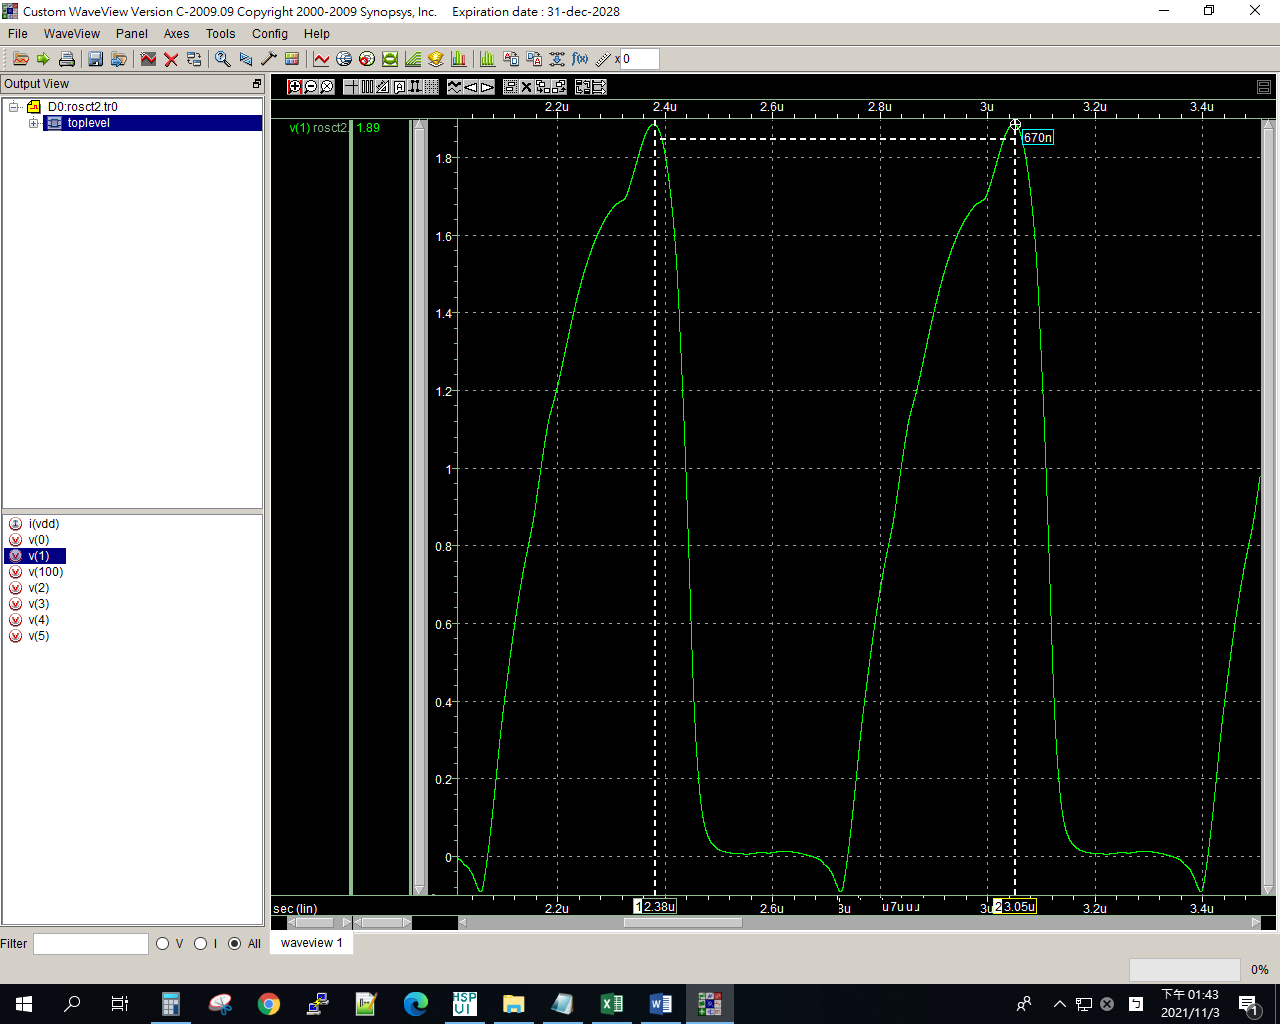 Custom WaveView Version C-2009.09 Copyright 2000-2009 Synopsys, Inc. Expiration date : 31-dec-2028
File WaveView Panel Axes Tools Config Help
f(x) x 0
Output View
D0:rosct2.tr0
toplevel
i(vdd)
v(0)
v(1)
v(100)
v(2)
v(3)
v(4)
v(5)
Filter V I All
2.2u 2.4u 2.6u 2.8u 3u 3.2u 3.4u
v(1) rosct2. 1.89
670n
1.8
1.6
1.4
1.2
1
0.8
0.6
0.4
0.2
0
sec (lin) 2.2u 1 2.38u 2.6u 3u 3u 2 3.05u 3.2u 3.4u
waveview 1
0%
HSP
UI
下午 01:43
2021/11/3
1